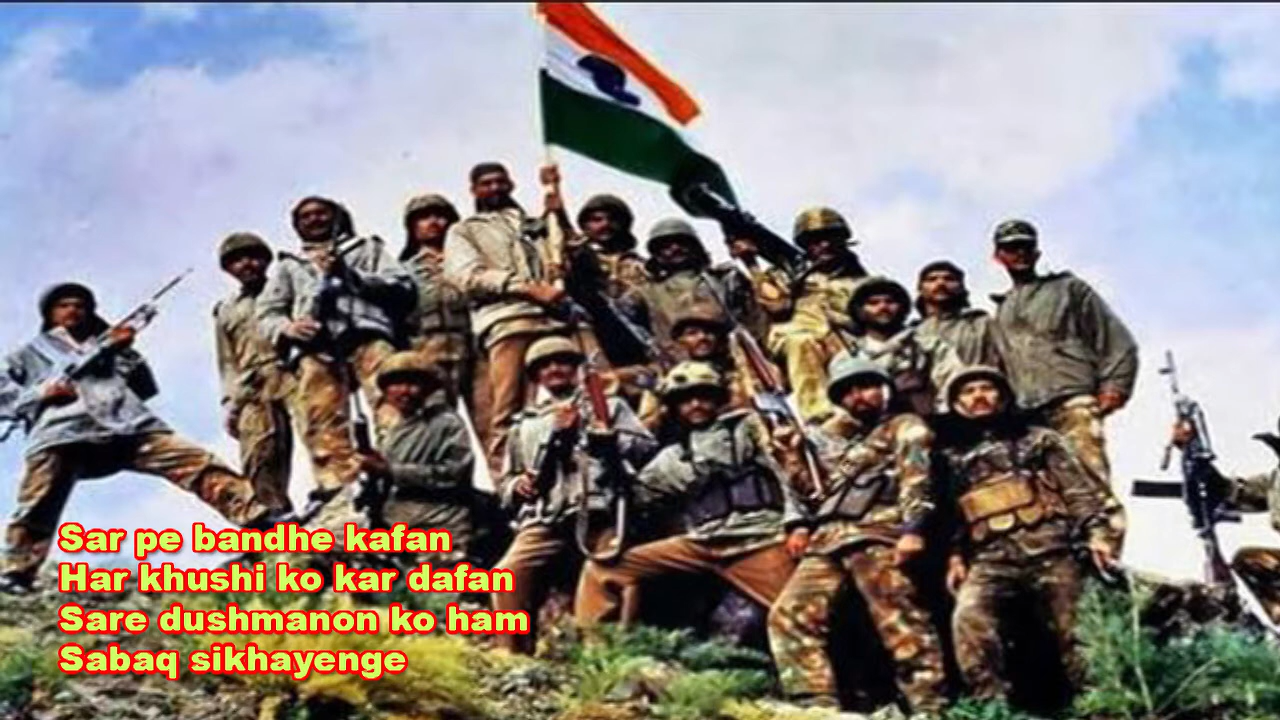 Sar pe bandhe kafan
Har khushi ko kar dafan
Sare dushmanon ko ham
Sabaq sikhayenge